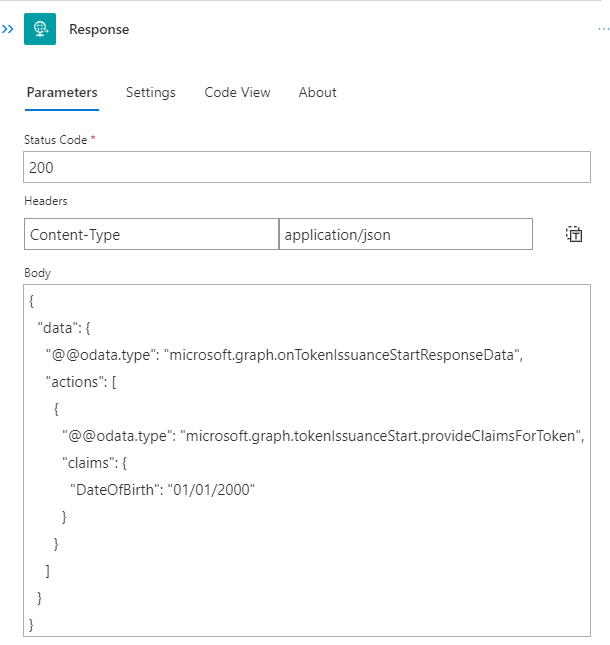 Response
Parameters Settings Code View About
Status Code *
200
Headers
Content-Type application/json
Body
{
"data": {
"@@odata.type": "microsoft.graph.onTokenIssuanceStartResponseData",
"actions": [
{
"@@odata.type": "microsoft.graph.tokenIssuanceStart.provideClaimsForToken",
"claims": {
"DateOfBirth": "01/01/2000"
}
}
]
}
}